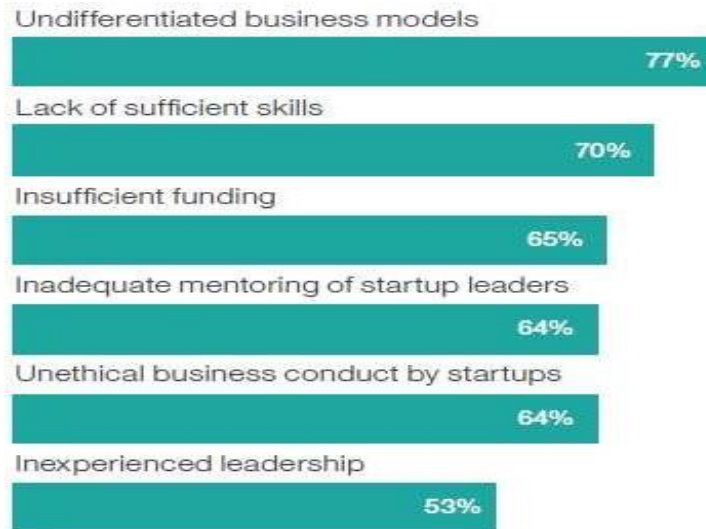 Undifferentiated business models
77%
Lack of sufficient skills
70%
Insufficient funding
65%
Inadequate mentoring of startup leaders
64%
Unethical business conduct by startups
64%
Inexperienced leadership
53%